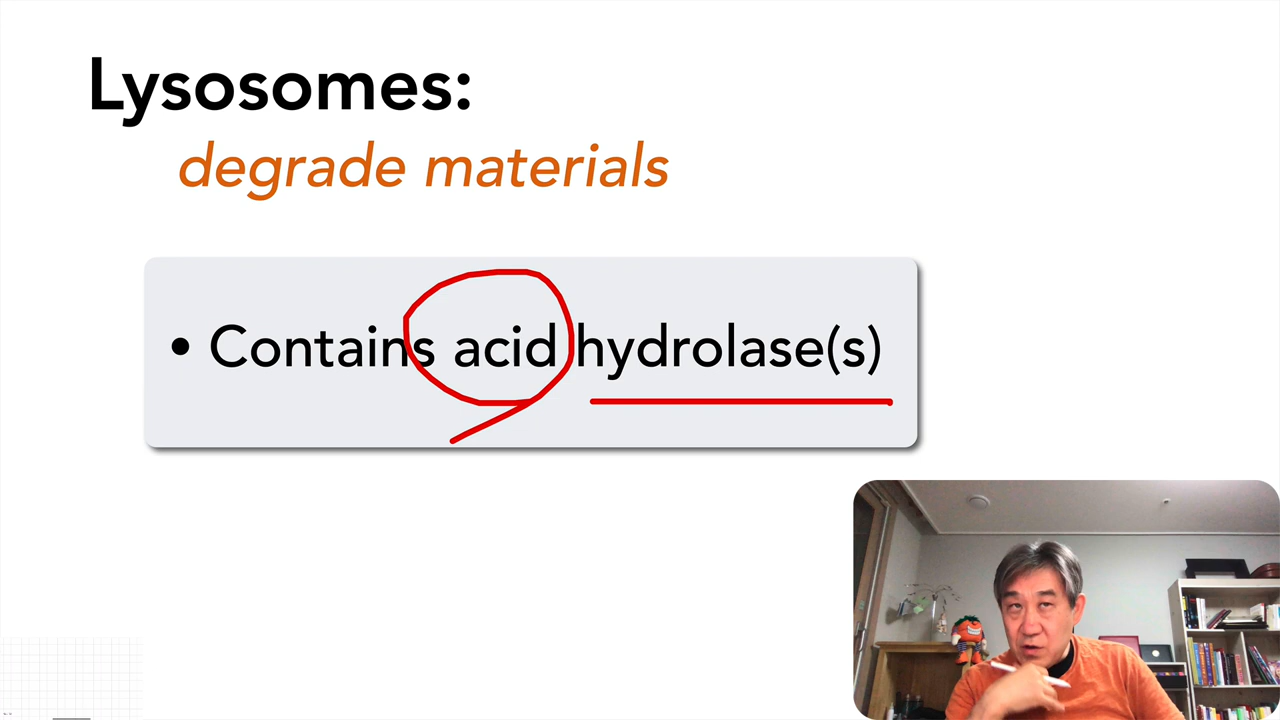 Lysosomes:
degrade materials
• Contains acid hydrolase(s)